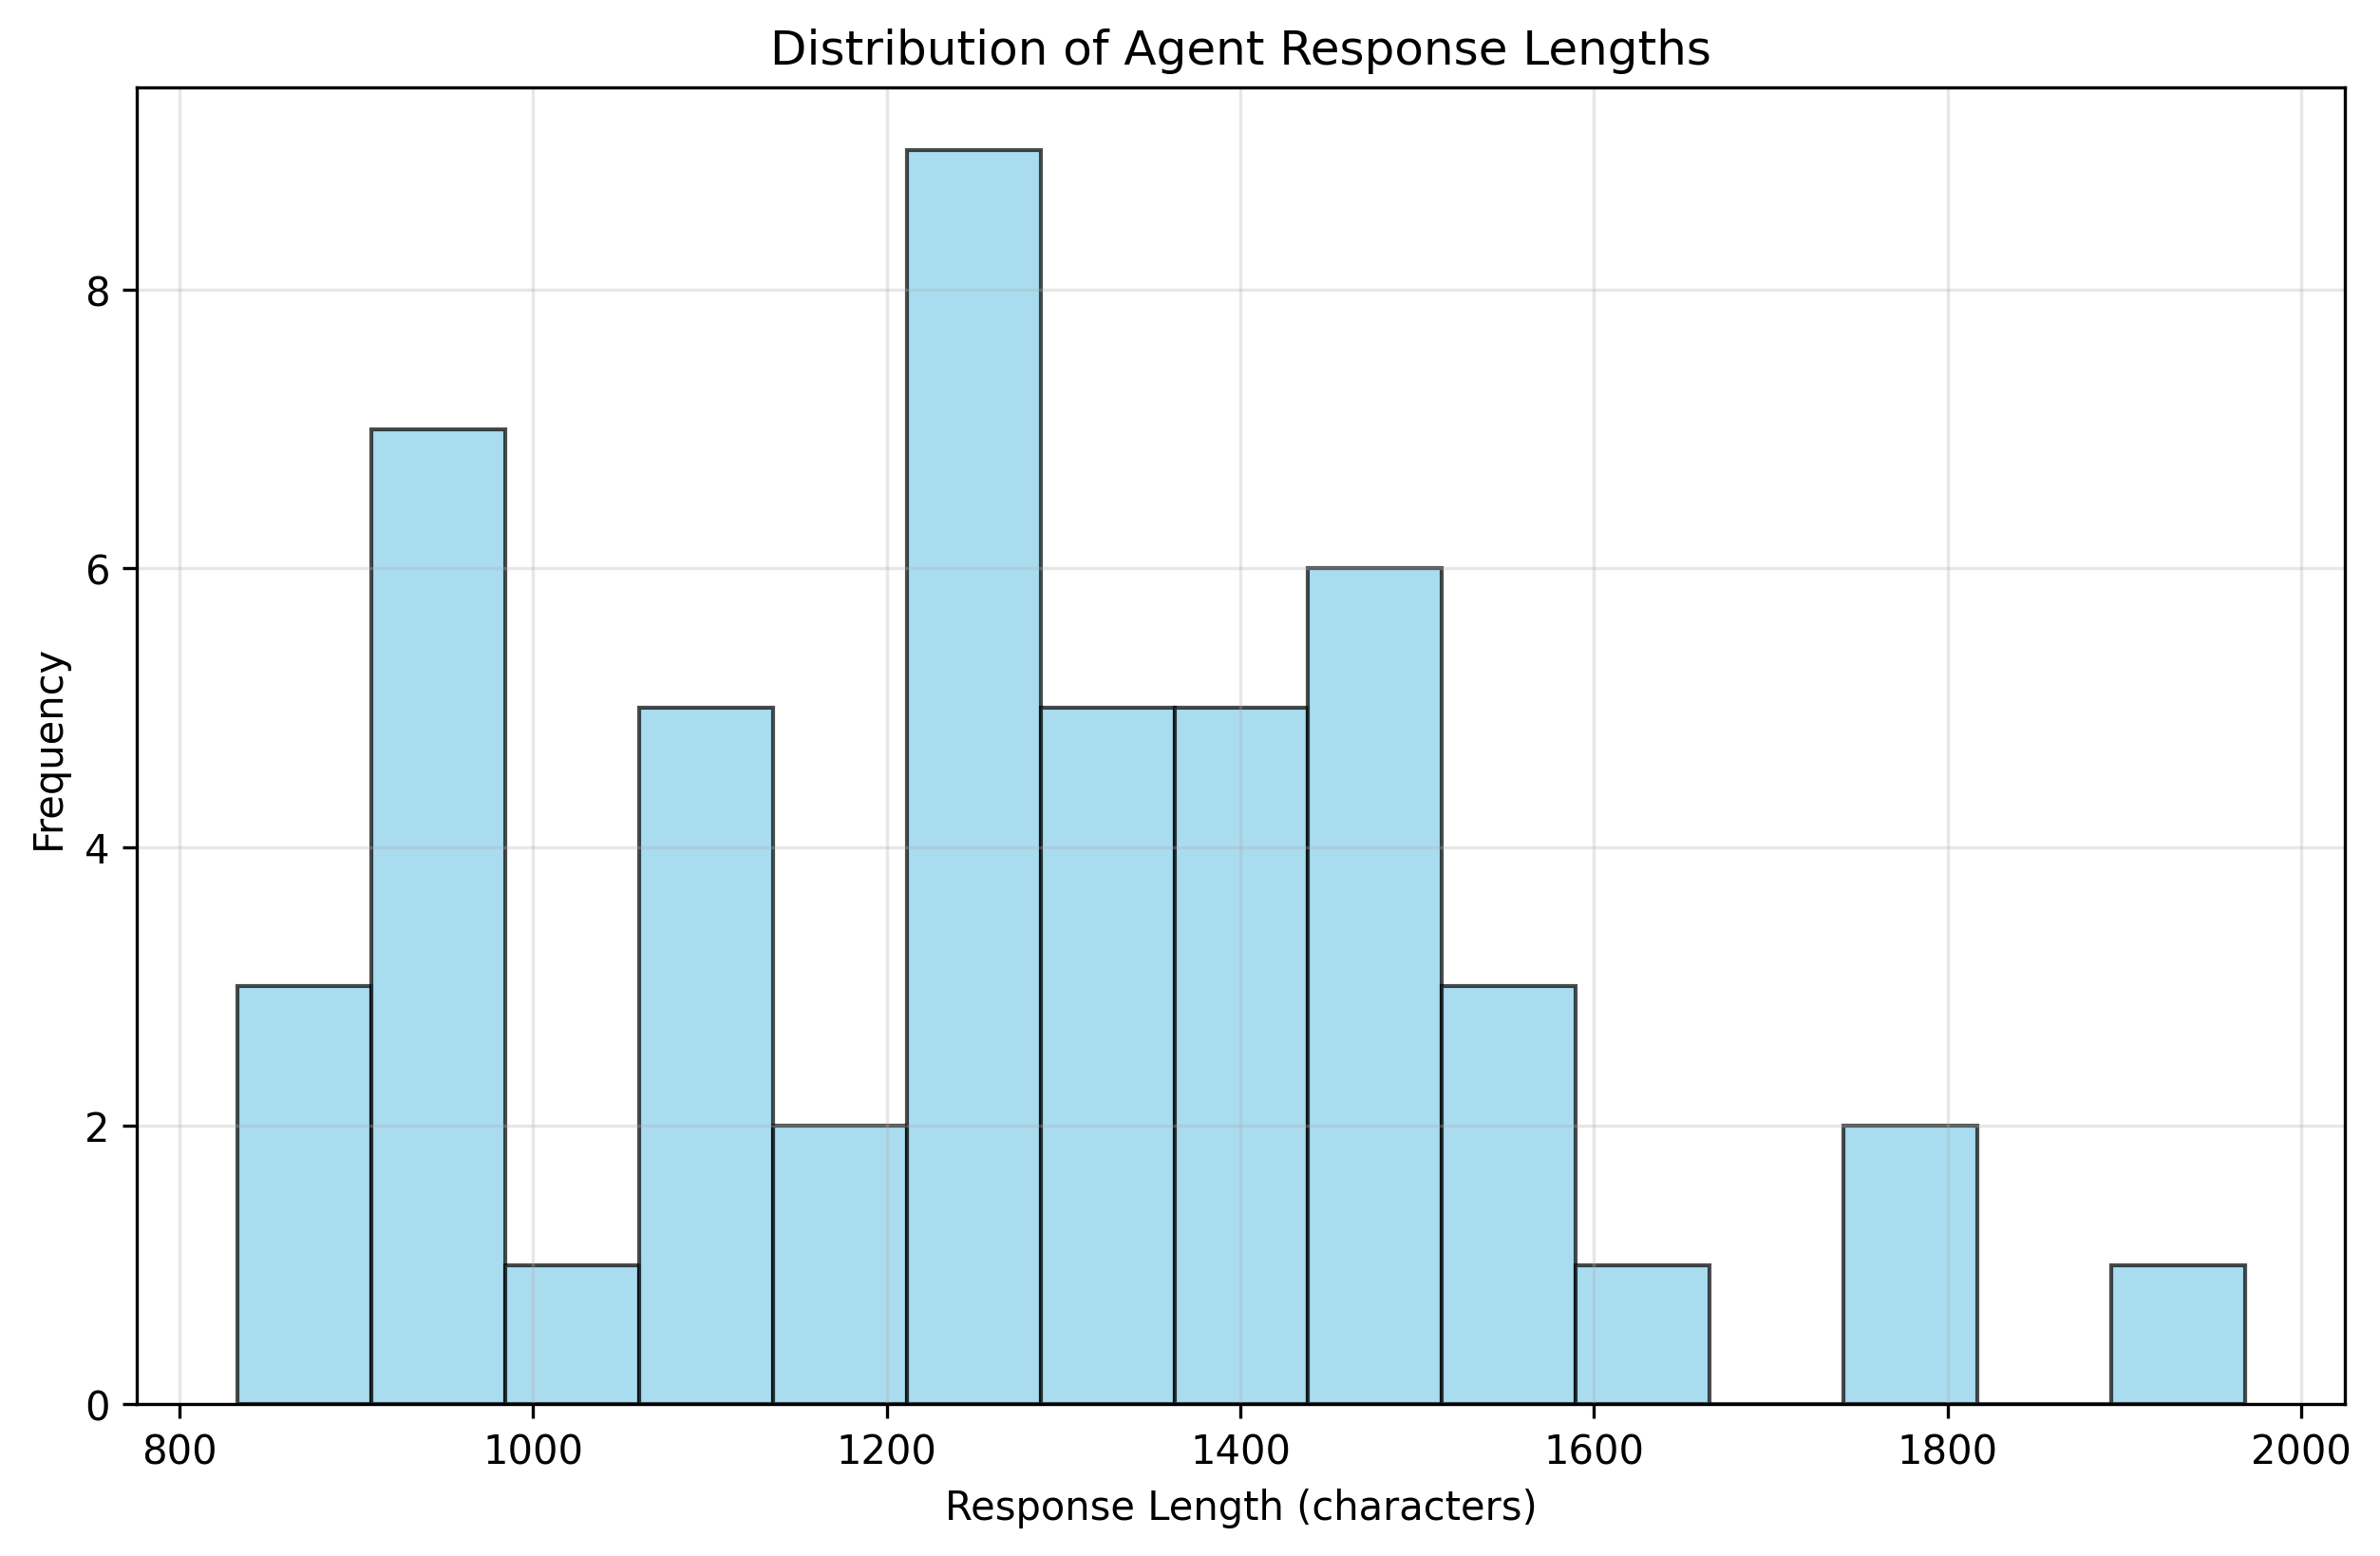 Distribution of Agent Response Lengths
Frequency
8
6
4
2
0
800 1000 1200 1400 1600 1800 2000
Response Length (characters)